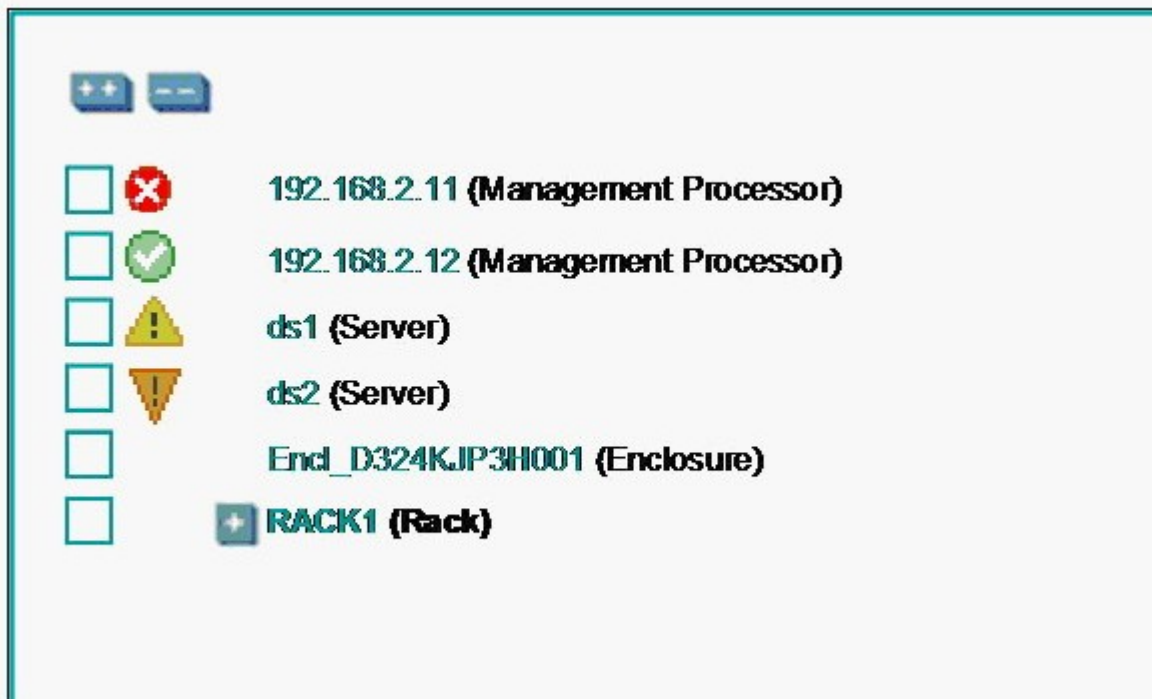 192.168.2.11 (Management Processor)
192.168.2.12 (Management Processor)
ds1 (Server)
ds2 (Server)
Encl_D324KJP3H001 (Enclosure)
RACK1 (Rack)